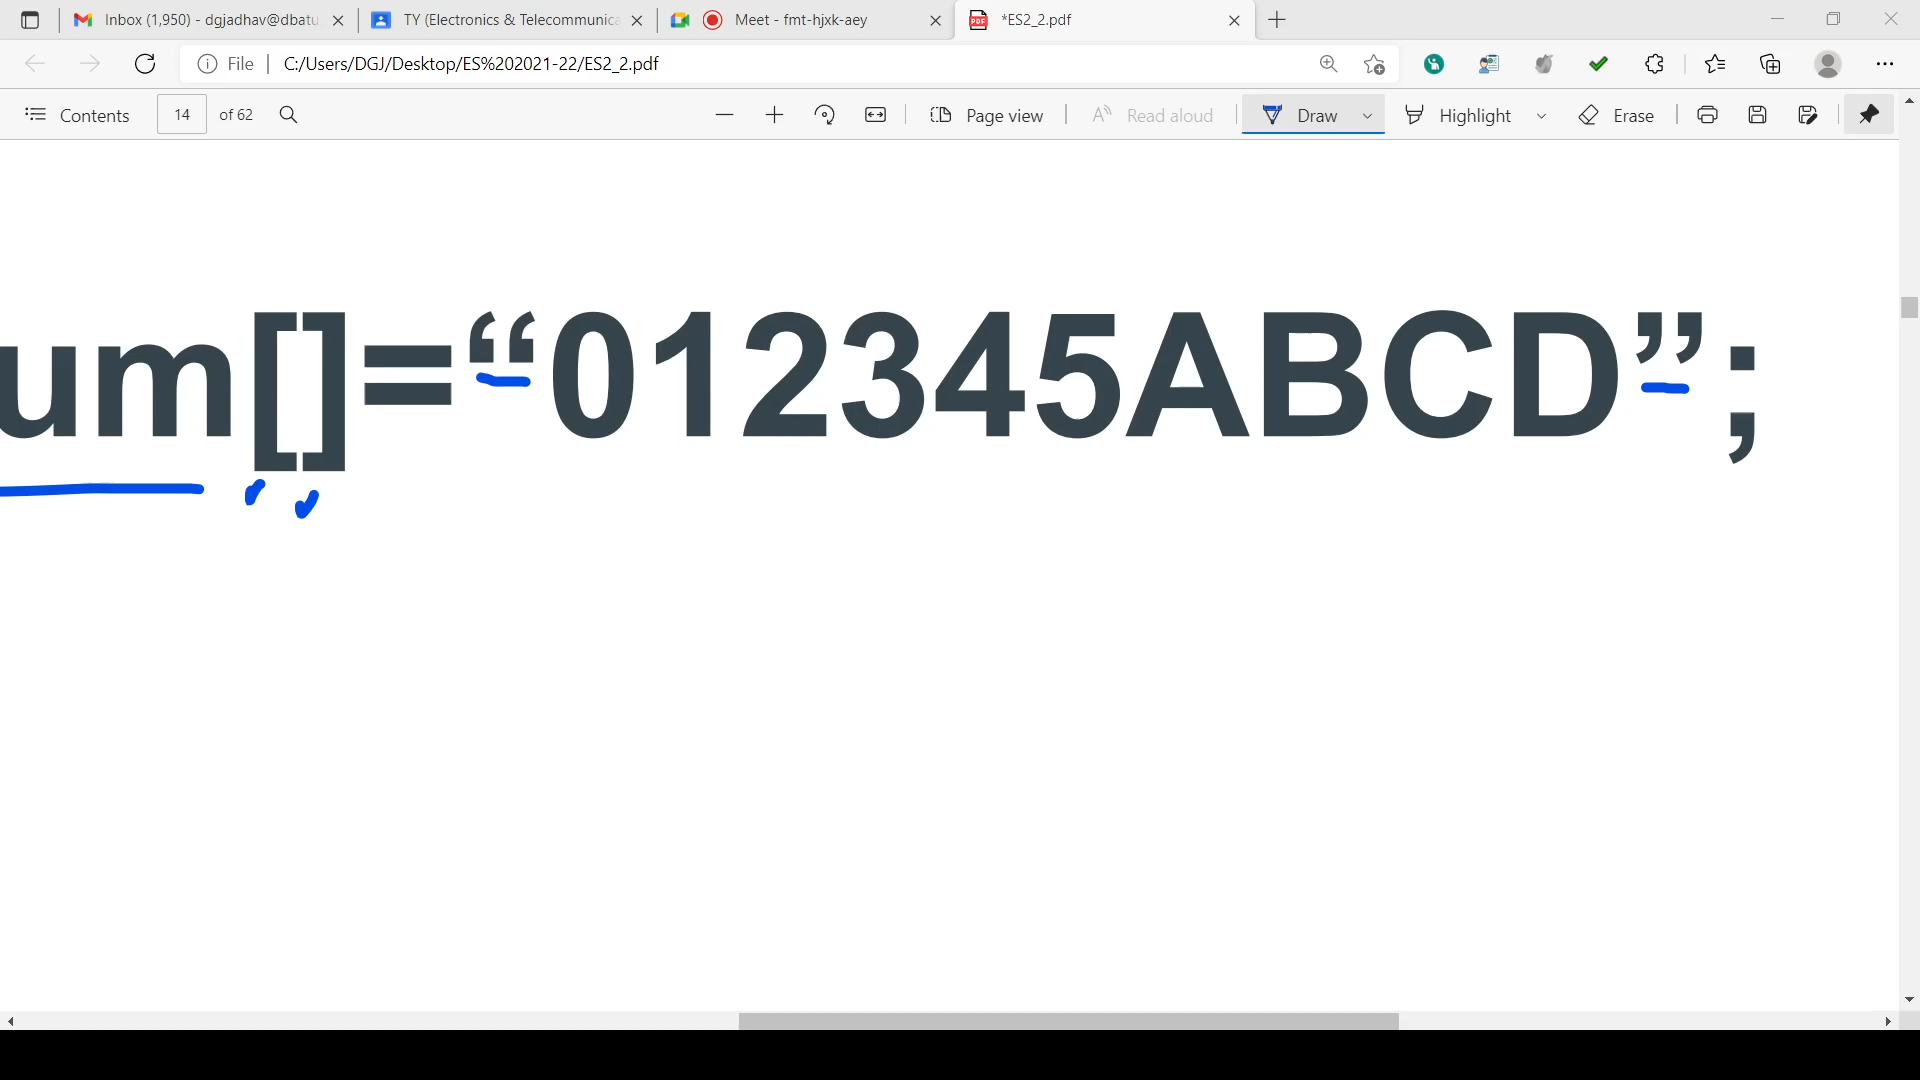 Inbox (1,950) - dgjadhav@dbatu
TY (Electronics & Telecommunica
Meet - fmt-hjxk-aey
*ES2_2.pdf
File
C:/Users/DGJ/Desktop/ES%202021-22/ES2_2.pdf
Contents 14 of 62 Page view Read aloud Draw Highlight Erase
um[]=“012345ABCD”;